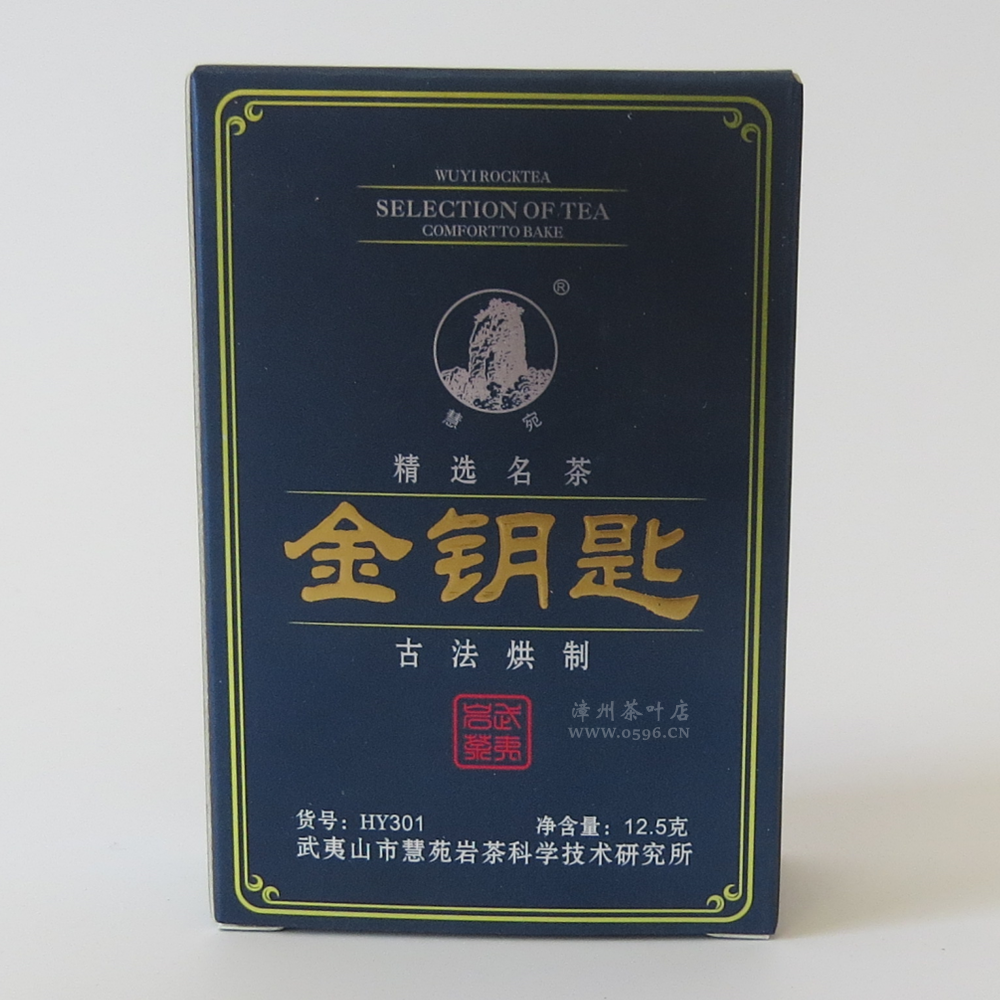 WUYI ROCKTEA
SELECTION OF TEA
COMFORTTO BAKE
®
慧宛
精选名茶
金钥匙
古法烘制
武夷
岩茶
漳州茶叶店
WWW.0596.CN
货号：HY301 净含量：12.5克
武夷山市慧苑岩茶科学技术研究所